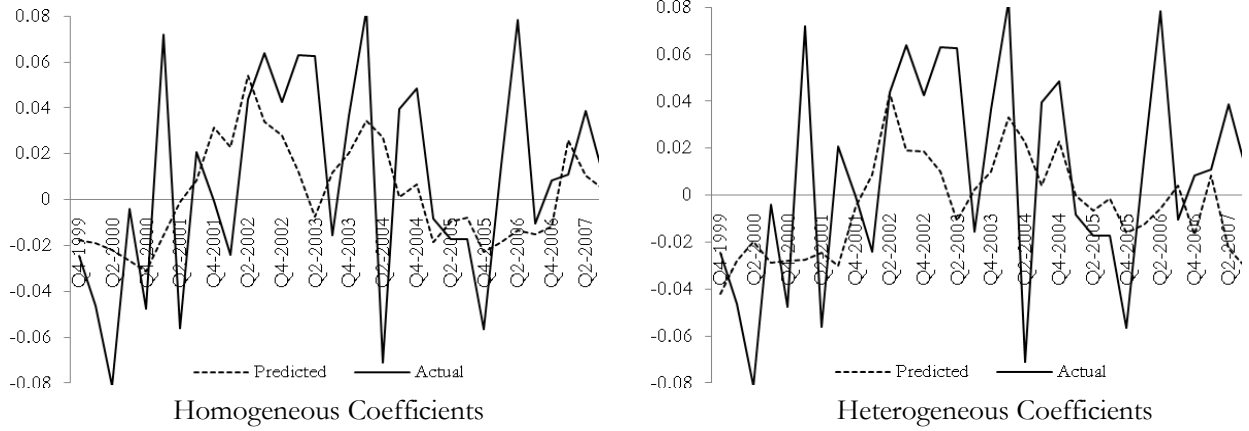 0.08
0.06
0.04
0.02
0
-0.02
-0.04
-0.06
-0.08
Q4-1999
Q2-2000
Q4-2000
Q2-2001
Q4-2001
Q2-2002
Q4-2002
Q2-2003
Q4-2003
Q2-2004
Q4-2004
Q2-2005
Q4-2005
Q2-2006
Q4-2006
Q2-2007
Predicted
Actual
Homogeneous Coefficients
0.08
0.06
0.04
0.02
0
-0.02
-0.04
-0.06
-0.08
Q4-1999
Q2-2000
Q4-2000
Q2-2001
Q4-2001
Q2-2002
Q4-2002
Q2-2003
Q4-2003
Q2-2004
Q4-2004
Q2-2005
Q4-2005
Q2-2006
Q4-2006
Q2-2007
Predicted
Actual
Heterogeneous Coefficients